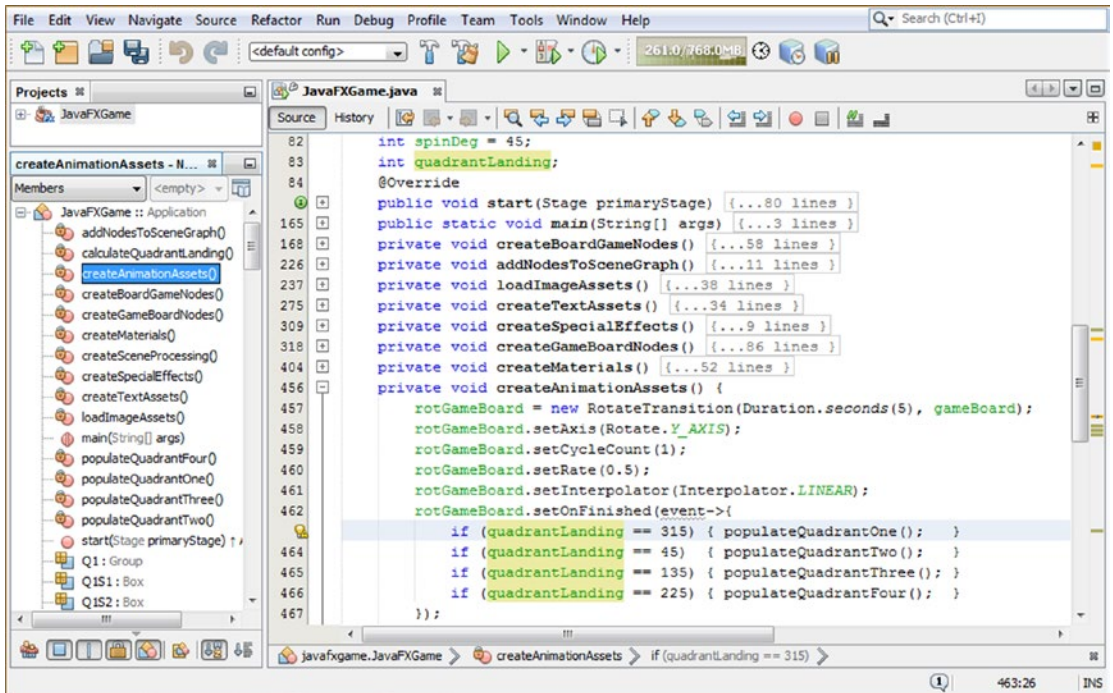 File Edit View Navigate Source Refactor Run Debug Profile Team Tools Window Help
Search (Ctrl+I)
<default config>
261.0/768.0MB
Projects
JavaFXGame
createAnimationAssets - N...
Members
<empty>
JavaFXGame :: Application
addNodesToSceneGraph()
calculateQuadrantLanding()
createAnimationAssets()
createBoardGameNodes()
createGameBoardNodes()
createMaterials()
createSceneProcessing()
createSpecialEffects()
createTextAssets()
loadImageAssets()
main(String[] args)
populateQuadrantFour()
populateQuadrantOne()
populateQuadrantThree()
populateQuadrantTwo()
start(Stage primaryStage)
Q1 : Group
Q1S1 : Box
Q1S2 : Box
JavaFXGame.java
Source History
82 int spinDeg = 45;
83 int quadrantLanding;
84 @Override
public void start(Stage primaryStage) {...80 lines }
165 public static void main(String[] args) {...3 lines }
168 private void createBoardGameNodes() {...58 lines }
226 private void addNodesToSceneGraph() {...11 lines }
237 private void loadImageAssets() {...38 lines }
275 private void createTextAssets() {...34 lines }
309 private void createSpecialEffects() {...9 lines }
318 private void createGameBoardNodes() {...86 lines }
404 private void createMaterials() {...52 lines }
456 private void createAnimationAssets() {
457 rotGameBoard = new RotateTransition(Duration.seconds(5), gameBoard);
458 rotGameBoard.setAxis(Rotate.Y_AXIS);
459 rotGameBoard.setCycleCount(1);
460 rotGameBoard.setRate(0.5);
461 rotGameBoard.setInterpolator(Interpolator.LINEAR);
462 rotGameBoard.setOnFinished(event->{
if (quadrantLanding == 315) { populateQuadrantOne(); }
464 if (quadrantLanding == 45) { populateQuadrantTwo(); }
465 if (quadrantLanding == 135) { populateQuadrantThree(); }
466 if (quadrantLanding == 225) { populateQuadrantFour(); }
467 });
javafxgame.JavaFXGame createAnimationAssets if (quadrantLanding == 315)
1 463:26 INS